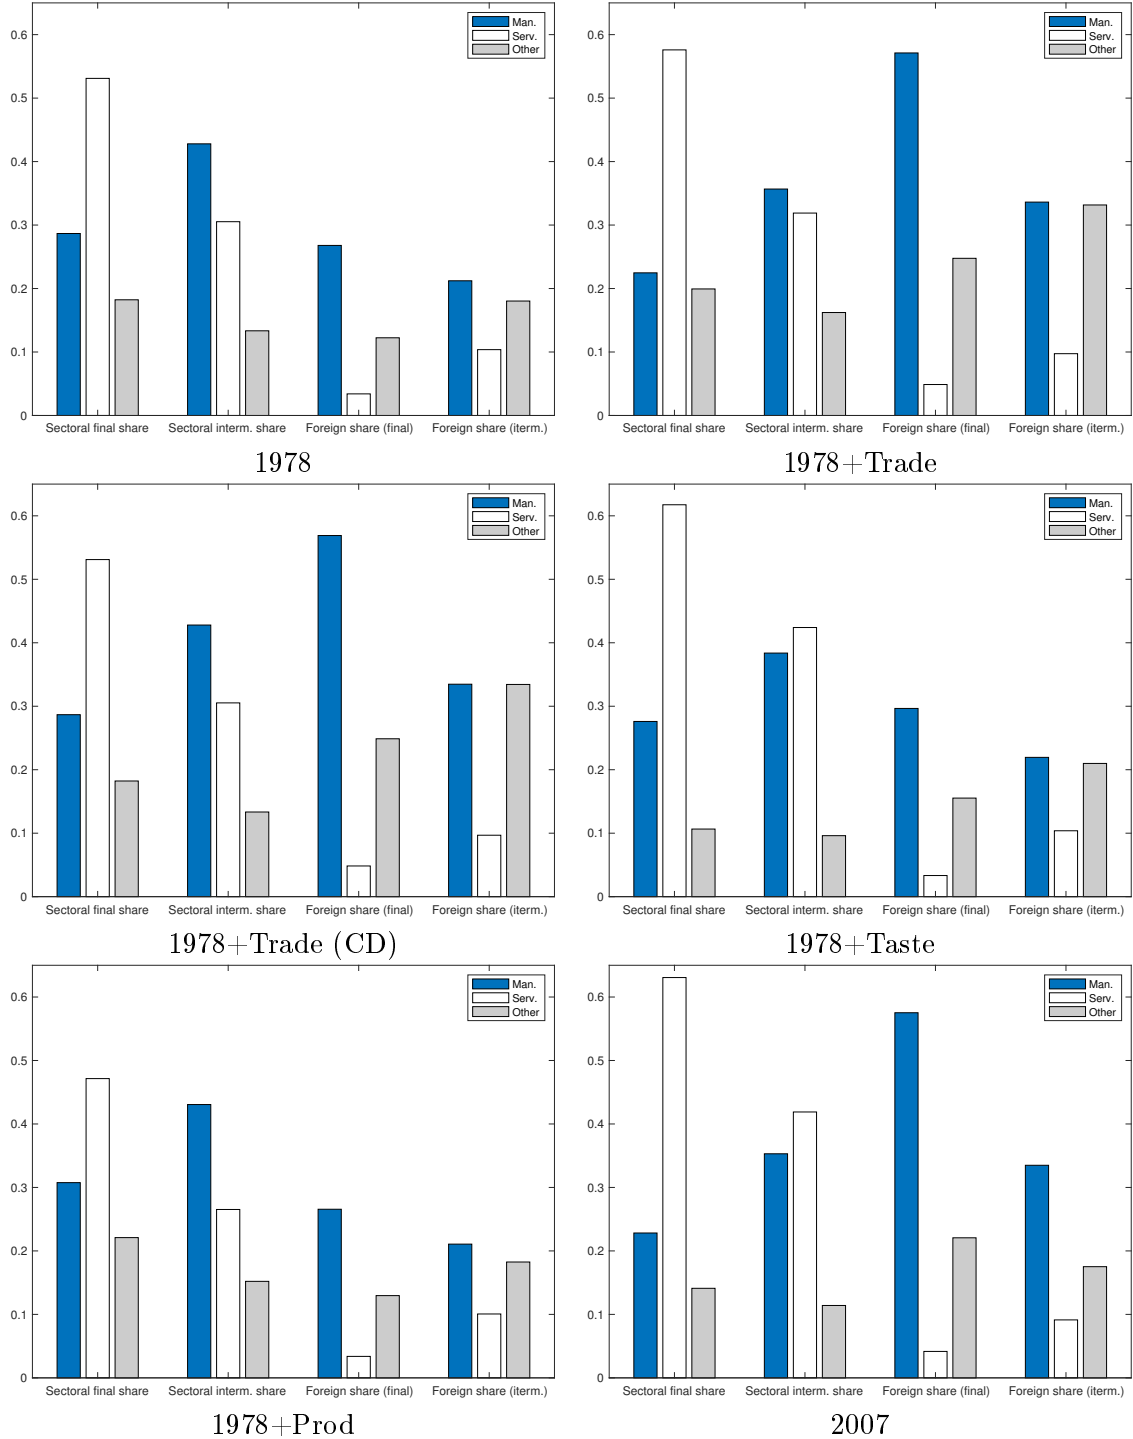 0.6
0.5
0.4
0.3
0.2
0.1
0
Man.
Serv.
Other
Sectoral final share Sectoral interm. share Foreign share (final) Foreign share (iterm.)
1978
0.6
0.5
0.4
0.3
0.2
0.1
0
Man.
Serv.
Other
Sectoral final share Sectoral interm. share Foreign share (final) Foreign share (iterm.)
1978+Trade
0.6
0.5
0.4
0.3
0.2
0.1
0
Man.
Serv.
Other
Sectoral final share Sectoral interm. share Foreign share (final) Foreign share (iterm.)
1978+Trade (CD)
0.6
0.5
0.4
0.3
0.2
0.1
0
Man.
Serv.
Other
Sectoral final share Sectoral interm. share Foreign share (final) Foreign share (iterm.)
1978+Taste
0.6
0.5
0.4
0.3
0.2
0.1
0
Man.
Serv.
Other
Sectoral final share Sectoral interm. share Foreign share (final) Foreign share (iterm.)
1978+Prod
0.6
0.5
0.4
0.3
0.2
0.1
0
Man.
Serv.
Other
Sectoral final share Sectoral interm. share Foreign share (final) Foreign share (iterm.)
2007